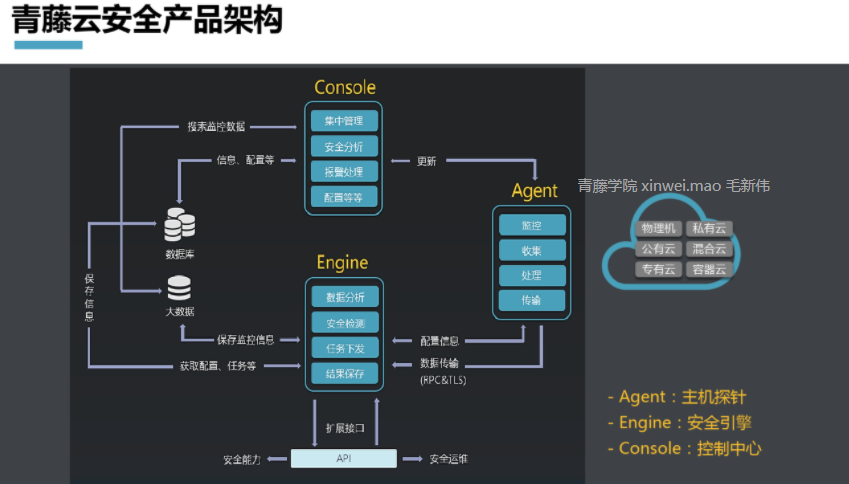 青藤云安全产品架构
Console
集中管理
安全分析
报警处理
配置等等
搜素监控数据
信息、配置等
更新
Agent
监控
收集
处理
传输
青藤学院 xinwei.mao 毛新伟
物理机 私有云
公有云 混合云
专有云 容器云
数据库
大数据
保存信息
Engine
数据分析
安全检测
任务下发
结果保存
保存监控信息
获取配置、任务等
配置信息
数据传输
(RPC&TLS)
扩展接口
安全能力
API
安全运维
- Agent：主机探针
- Engine：安全引擎
- Console：控制中心